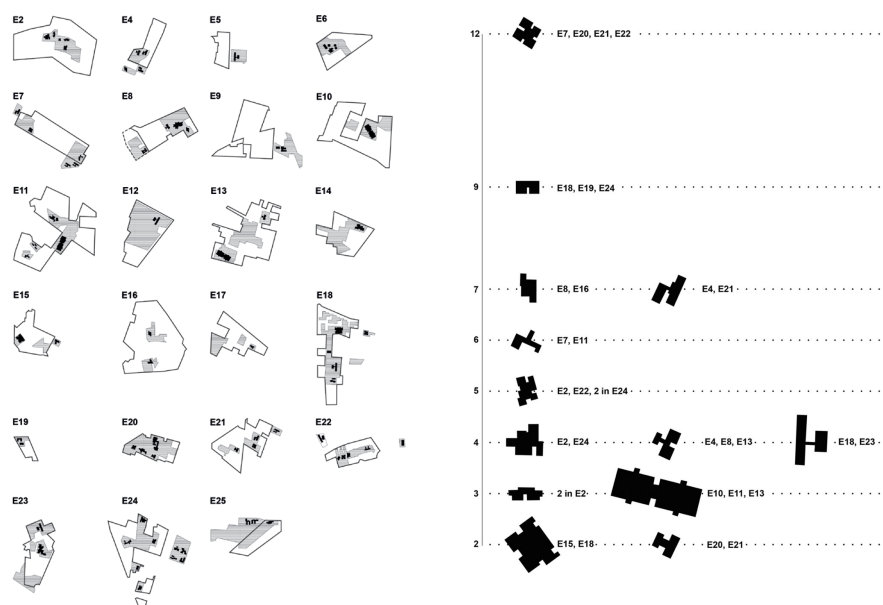 E2 E4 E5 E6
E7 E8 E9 E10
E11 E12 E13 E14
E15 E16 E17 E18
E19 E20 E21 E22
E23 E24 E25
12 E7, E20, E21, E22
9 E18, E19, E24
7 E8, E16 E4, E21
6 E7, E11
5 E2, E22, 2 in E24
4 E2, E24 E4, E8, E13 E18, E23
3 2 in E2 E10, E11, E13
2 E15, E18 E20, E21